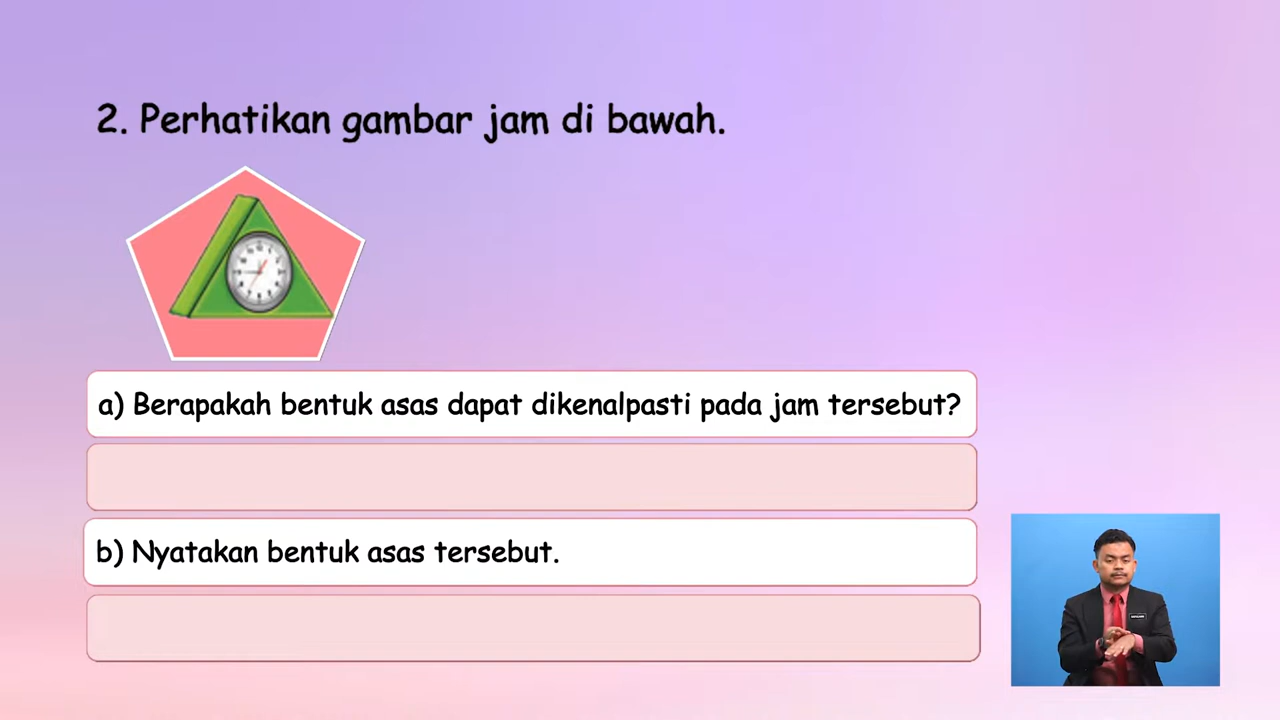 2. Perhatikan gambar jam di bawah.
a) Berapakah bentuk asas dapat dikenalpasti pada jam tersebut?
b) Nyatakan bentuk asas tersebut.